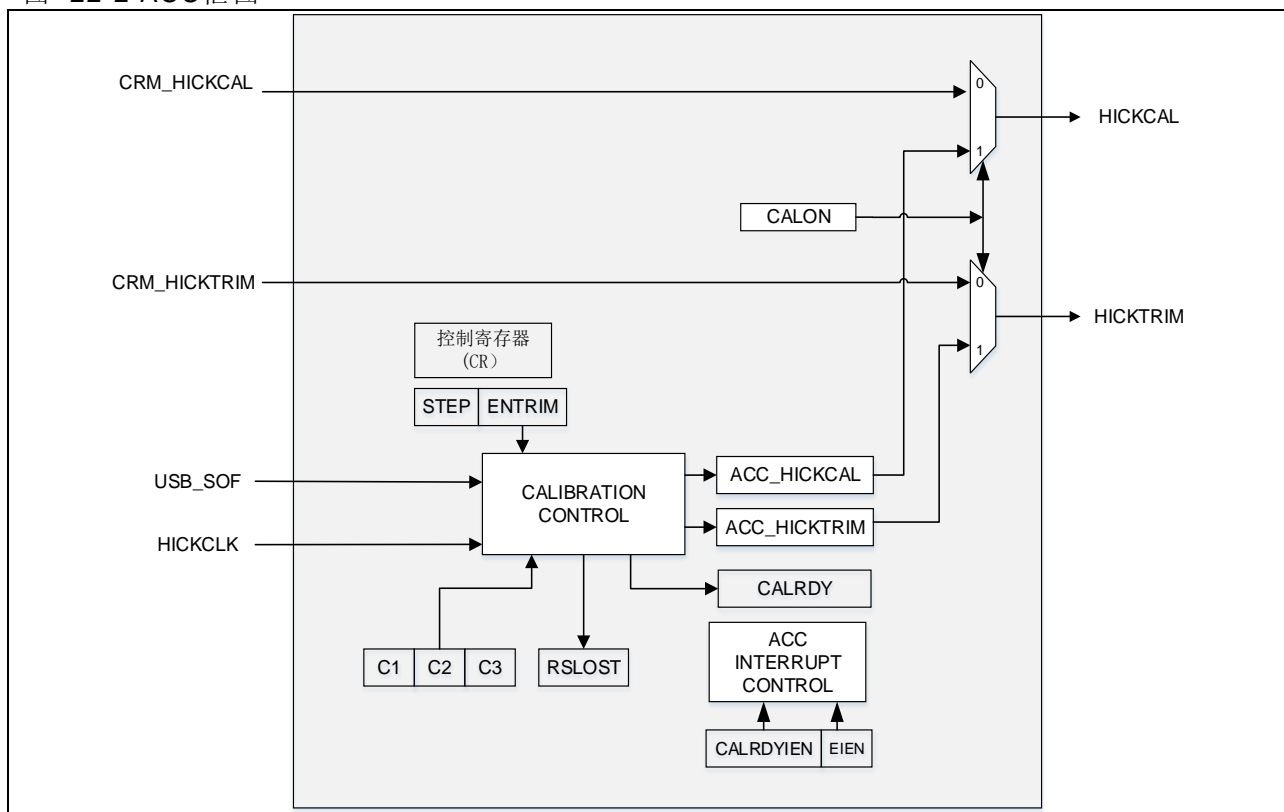 CRM_HICKCAL
0
HICKCAL
1
CALON
CRM_HICKTRIM
0
HICKTRIM
1
控制寄存器
(CR)
STEP ENTRIM
USB_SOF
CALIBRATION
CONTROL
ACC_HICKCAL
ACC_HICKTRIM
HICKCLK
CALRDY
C1 C2 C3
RSLOST
ACC
INTERRUPT
CONTROL
CALRDYIEN EIEN